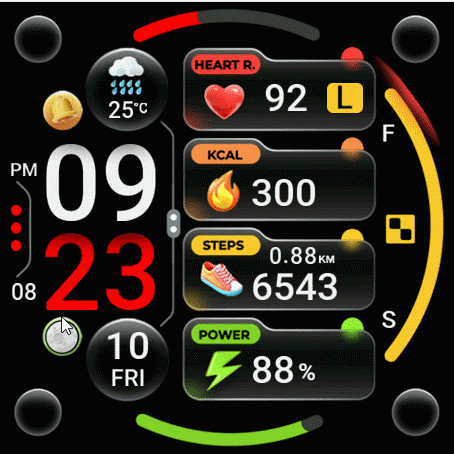 HEART R.
92 L
25°C
PM
09
F
KCAL
300
STEPS
0.88KM
6543
23
08
S
POWER
88%
10
FRI